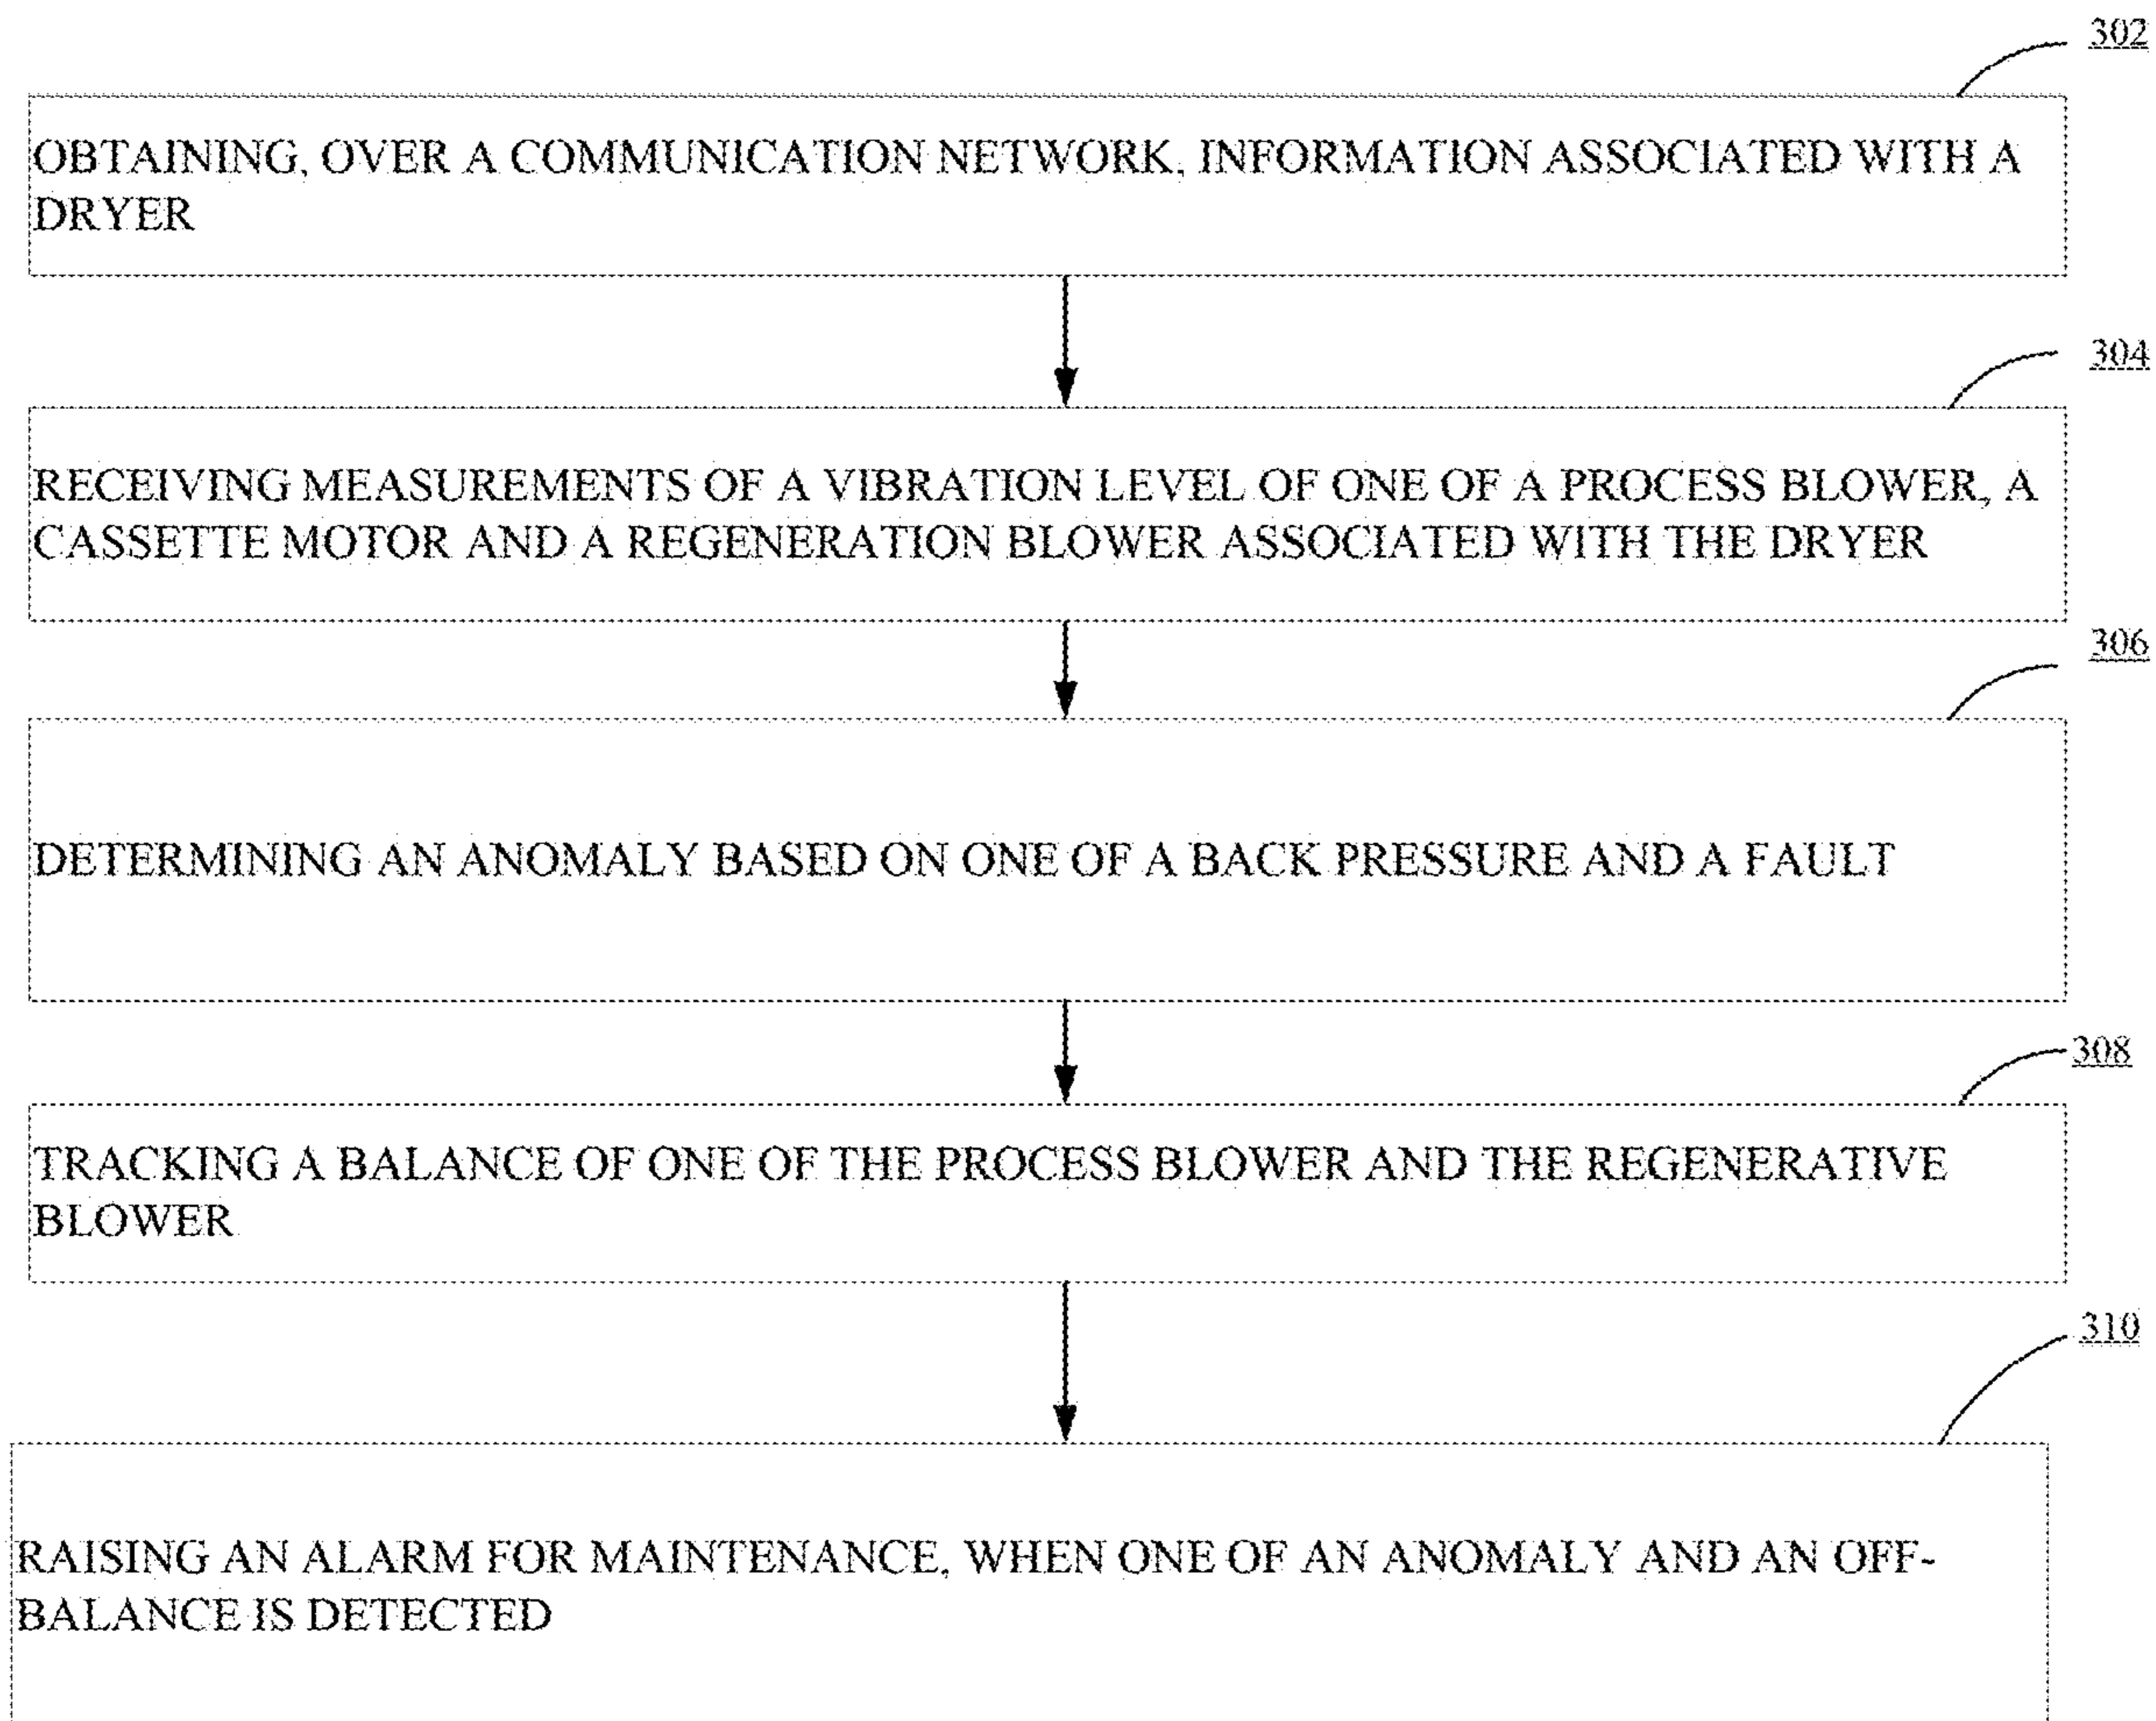 302
OBTAINING, OVER A COMMUNICATION NETWORK, INFORMATION ASSOCIATED WITH A
DRYER
304
RECEIVING MEASUREMENTS OF A VIBRATION LEVEL OF ONE OF A PROCESS BLOWER, A
CASSETTE MOTOR AND A REGENERATION BLOWER ASSOCIATED WITH THE DRYER
306
DETERMINING AN ANOMALY BASED ON ONE OF A BACK PRESSURE AND A FAULT
308
TRACKING A BALANCE OF ONE OF THE PROCESS BLOWER AND THE REGENERATIVE
BLOWER
310
RAISING AN ALARM FOR MAINTENANCE, WHEN ONE OF AN ANOMALY AND AN OFF-
BALANCE IS DETECTED